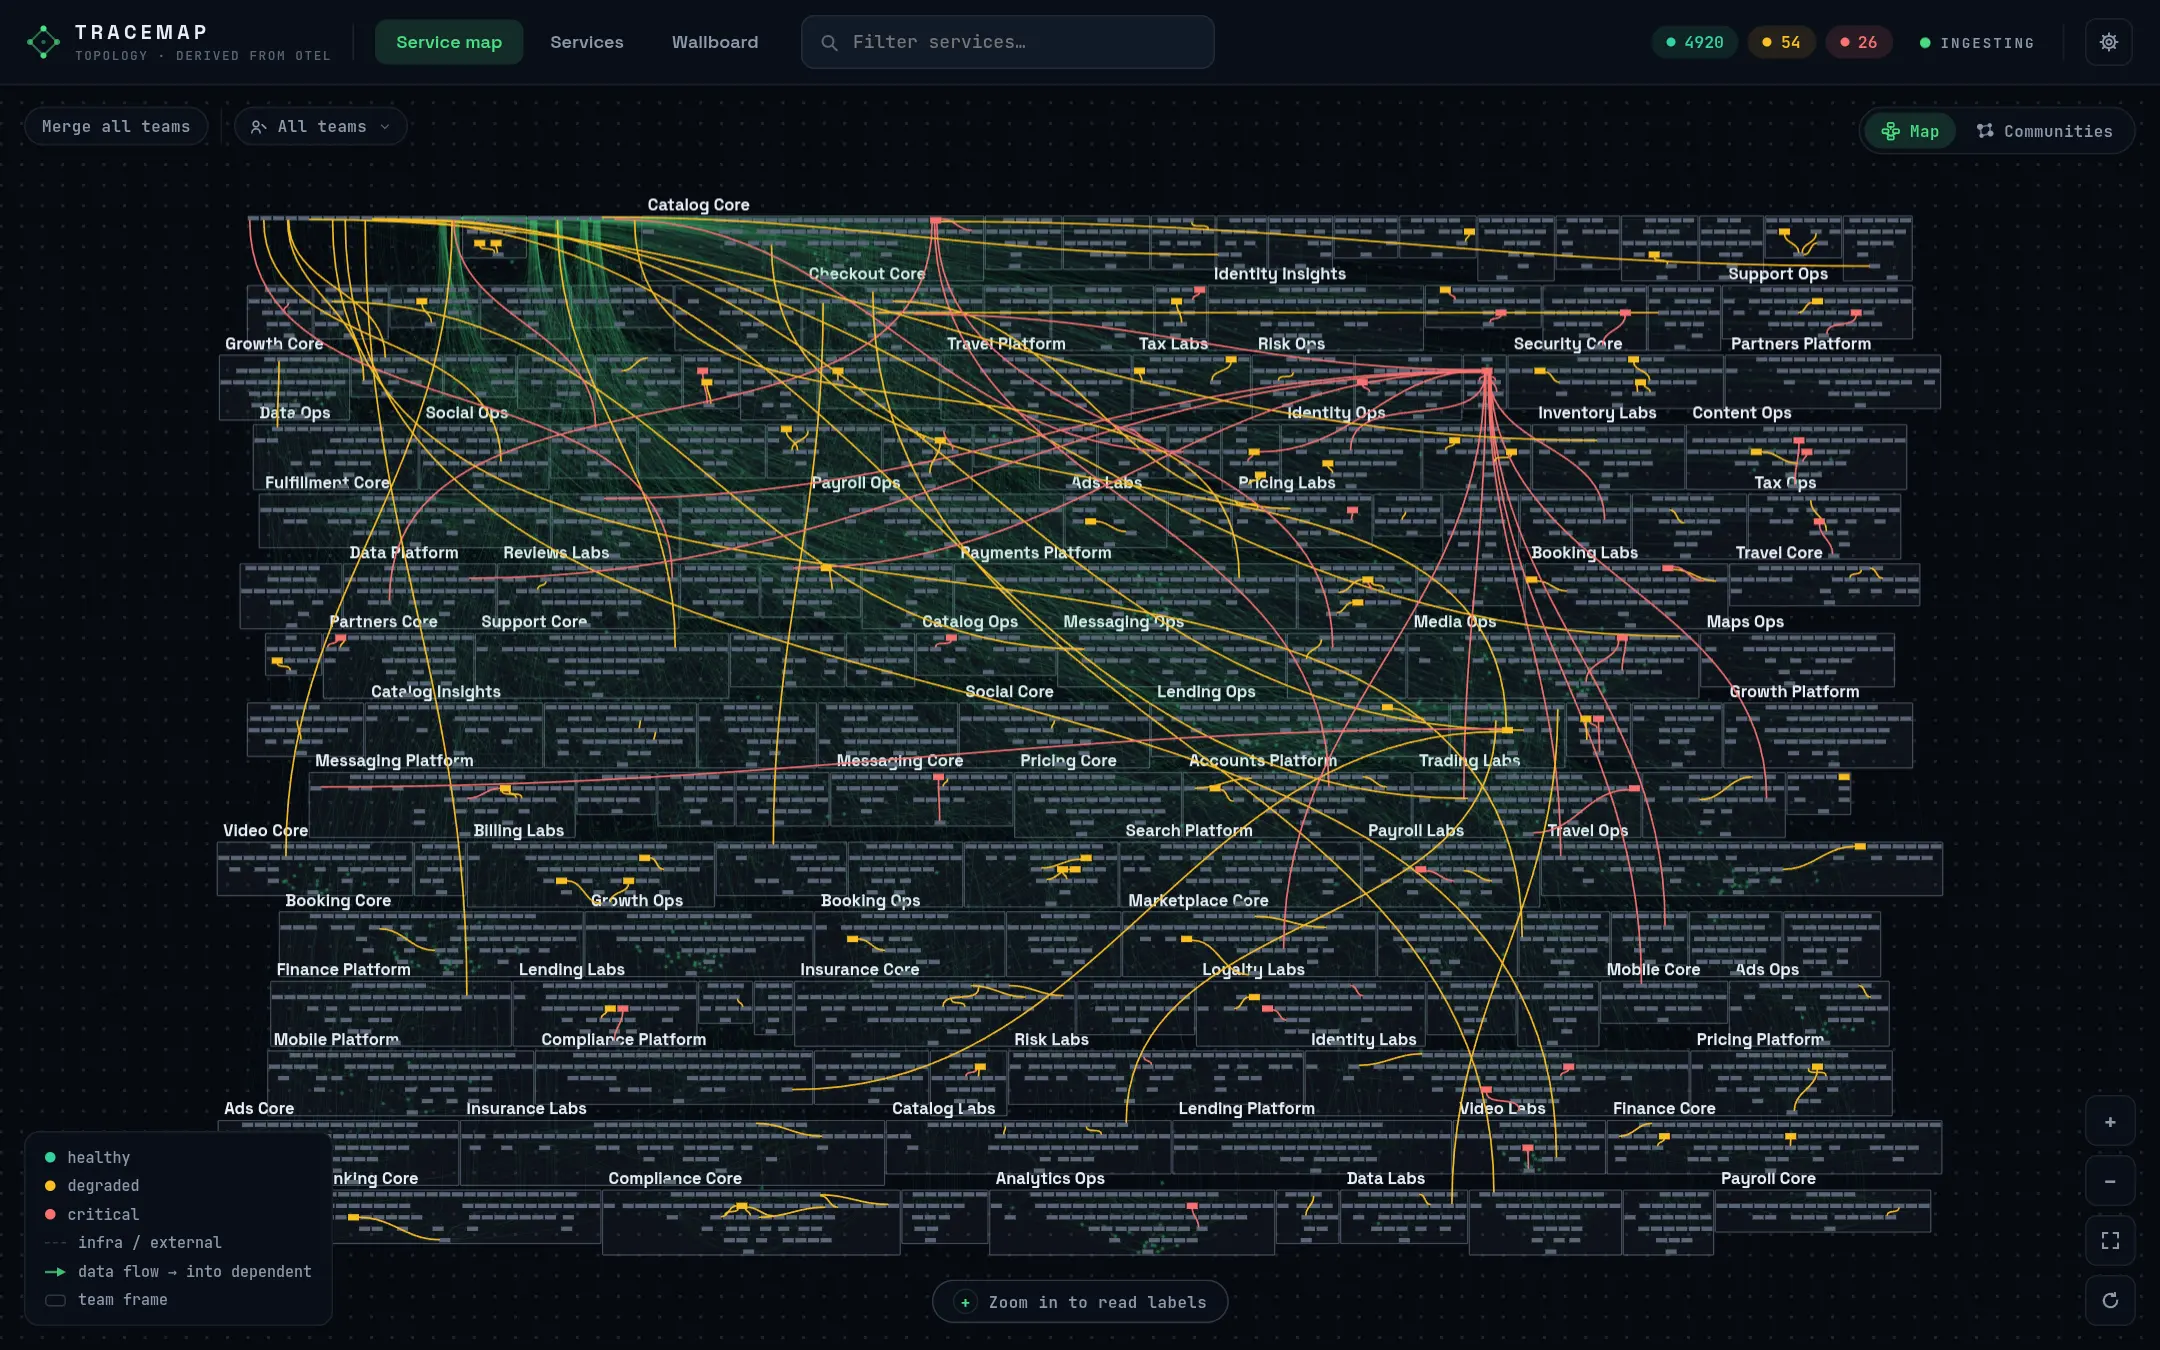 TRACEMAP
TOPOLOGY · DERIVED FROM OTEL
Service map
Services
Wallboard
Filter services…
4920
54
26
INGESTING
Merge all teams
All teams
Map
Communities
Catalog Core
Checkout Core
Identity Insights
Support Ops
Growth Core
Travel Platform
Tax Labs
Risk Ops
Security Core
Partners Platform
Data Ops
Social Ops
Identity Ops
Inventory Labs
Content Ops
Fulfillment Core
Payroll Ops
Ads Labs
Pricing Labs
Tax Ops
Data Platform
Reviews Labs
Payments Platform
Booking Labs
Travel Core
Partners Core
Support Core
Catalog Ops
Messaging Ops
Media Ops
Maps Ops
Catalog Insights
Social Core
Lending Ops
Growth Platform
Messaging Platform
Messaging Core
Pricing Core
Accounts Platform
Trading Labs
Video Core
Billing Labs
Search Platform
Payroll Labs
Travel Ops
Booking Core
Growth Ops
Booking Ops
Marketplace Core
Finance Platform
Lending Labs
Insurance Core
Loyalty Labs
Mobile Core
Ads Ops
Mobile Platform
Compliance Platform
Risk Labs
Identity Labs
Pricing Platform
Ads Core
Insurance Labs
Catalog Labs
Lending Platform
Video Labs
Finance Core
nking Core
Compliance Core
Analytics Ops
Data Labs
Payroll Core
healthy
degraded
critical
infra / external
data flow → into dependent
team frame
+ Zoom in to read labels
+
−